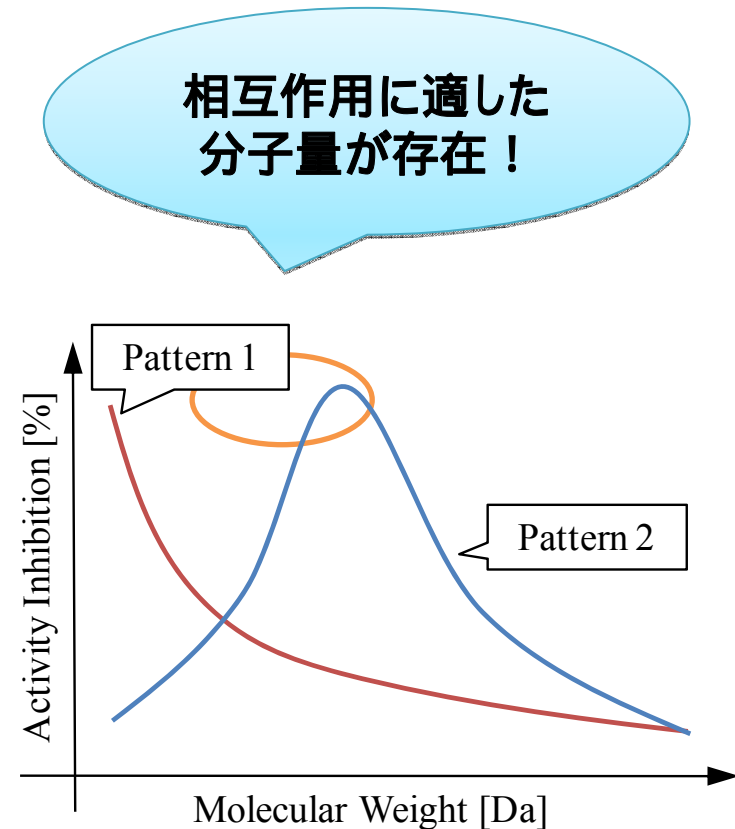 相互作用に適した
分子量が存在！
Pattern 1
Pattern 2
Activity Inhibition [%]
Molecular Weight [Da]